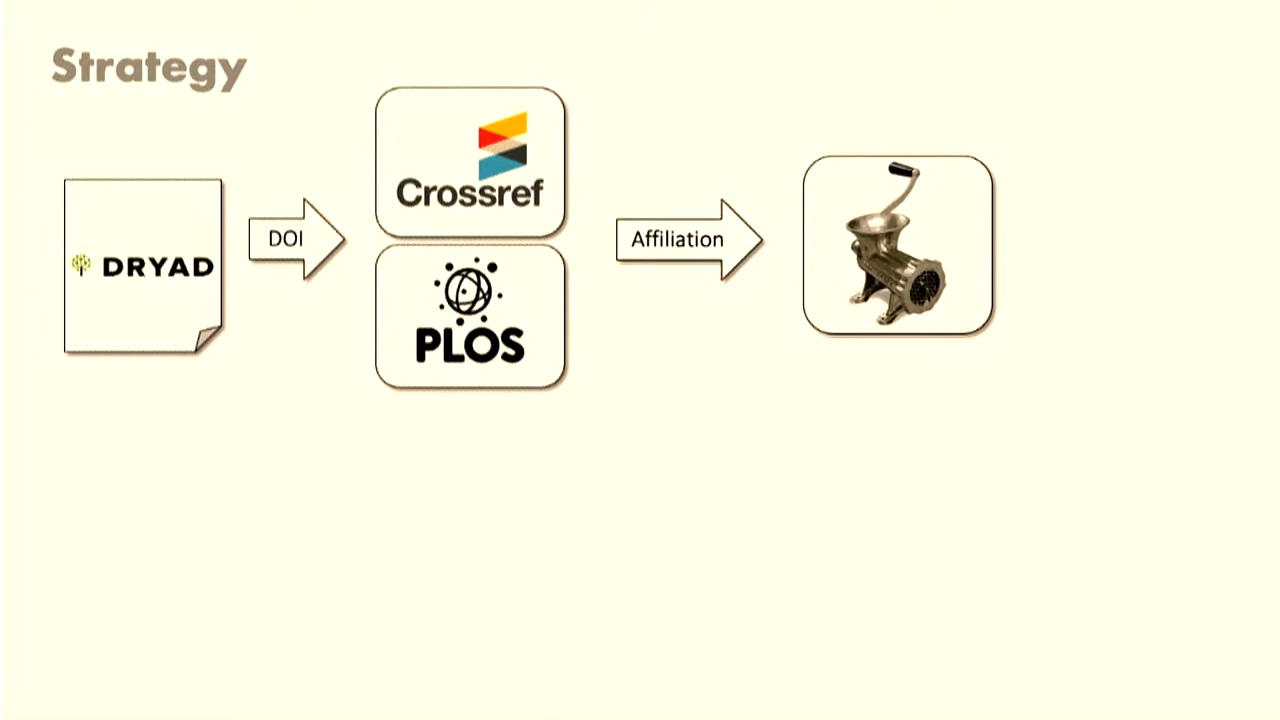 Strategy
DRYAD
DOI
Crossref
PLOS
Affiliation